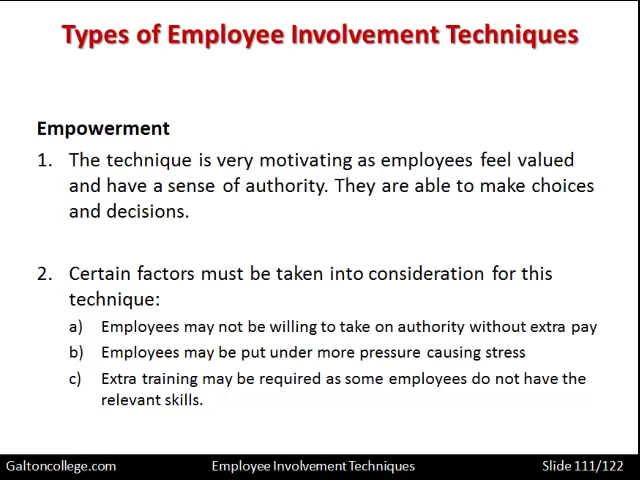 Types of Employee Involvement Techniques
Empowerment
1. The technique is very motivating as employees feel valued
and have a sense of authority. They are able to make choices
and decisions.
2. Certain factors must be taken into consideration for this
technique:
a) Employees may not be willing to take on authority without extra pay
b) Employees may be put under more pressure causing stress
c) Extra training may be required as some employees do not have the
relevant skills.
Galtoncollege.com Employee Involvement Techniques Slide 111/122